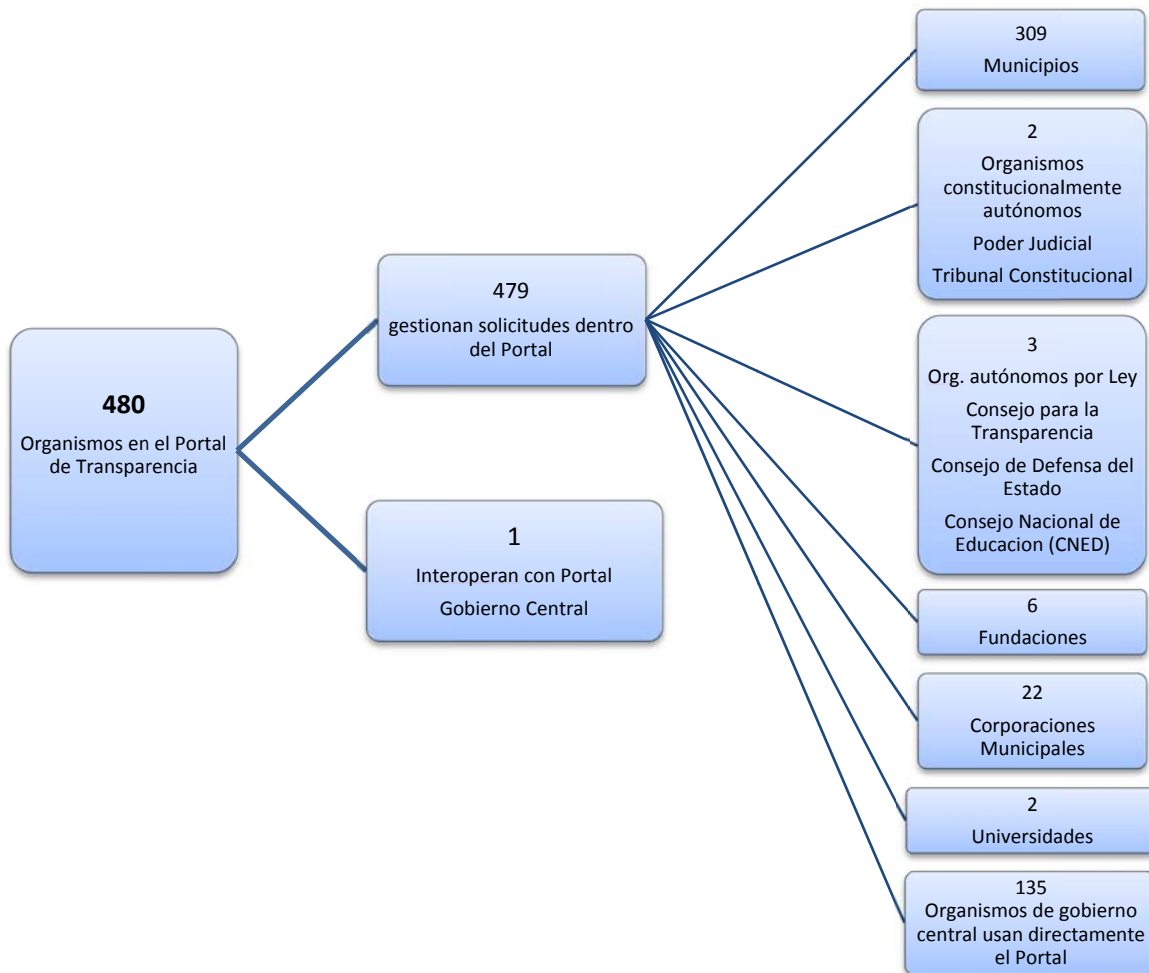 480
Organismos en el Portal
de Transparencia
479
gestionan solicitudes dentro
del Portal
1
Interoperan con Portal
Gobierno Central
309
Municipios
2
Organismos
constitucionalmente
autónomos
Poder Judicial
Tribunal Constitucional
3
Org. autónomos por Ley
Consejo para la
Transparencia
Consejo de Defensa del
Estado
Consejo Nacional de
Educacion (CNED)
6
Fundaciones
22
Corporaciones
Municipales
2
Universidades
135
Organismos de gobierno
central usan directamente
el Portal